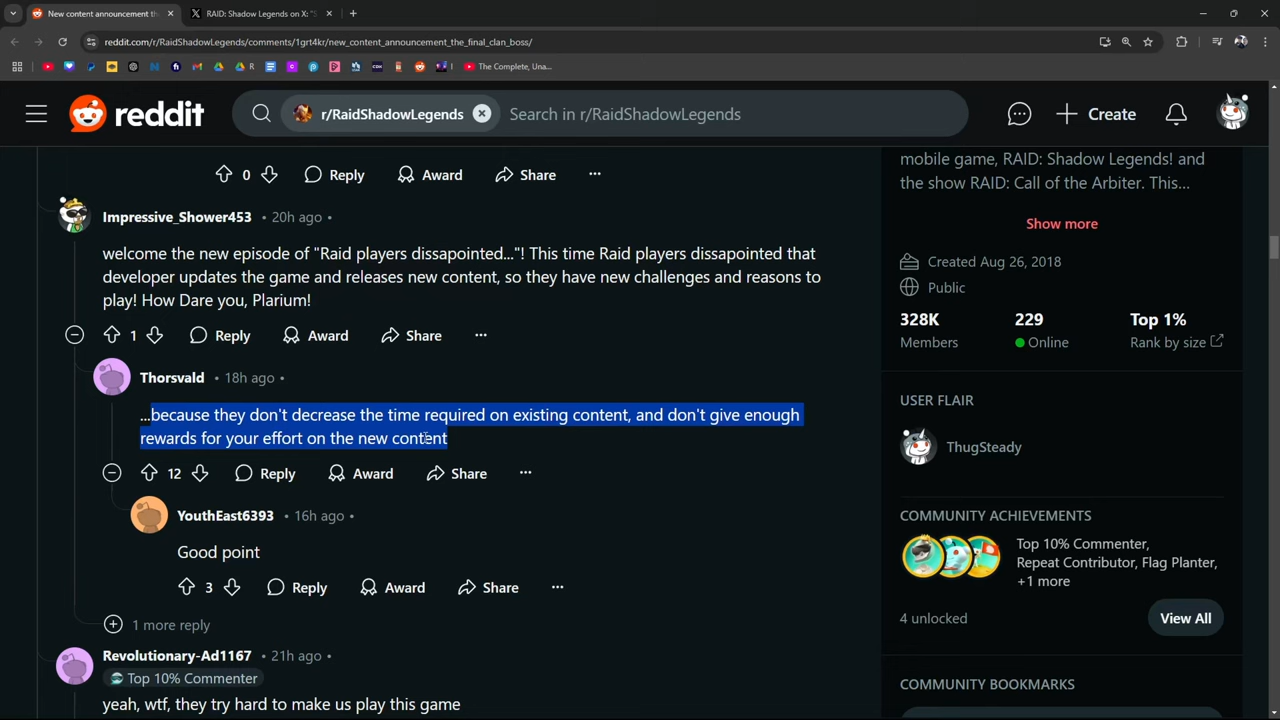 New content announcement th
RAID: Shadow Legends on X: "S
reddit.com/r/RaidShadowLegends/comments/1grt4kr/new_content_announcement_the_final_clan_boss/
The Complete, Una...
reddit
r/RaidShadowLegends
Search in r/RaidShadowLegends
Create
0
Reply
Award
Share
Impressive_Shower453 • 20h ago •
welcome the new episode of "Raid players dissapointed..."! This time Raid players dissapointed that
developer updates the game and releases new content, so they have new challenges and reasons to
play! How Dare you, Plarium!
1
Reply
Award
Share
Thorsvald • 18h ago •
...because they don't decrease the time required on existing content, and don't give enough
rewards for your effort on the new content
12
Reply
Award
Share
YouthEast6393 • 16h ago •
Good point
3
Reply
Award
Share
1 more reply
Revolutionary-Ad1167 • 21h ago •
Top 10% Commenter
yeah, wtf, they try hard to make us play this game
mobile game, RAID: Shadow Legends! and
the show RAID: Call of the Arbiter. This...
Show more
Created Aug 26, 2018
Public
328K
229
Top 1%
Members
Online
Rank by size
USER FLAIR
ThugSteady
COMMUNITY ACHIEVEMENTS
Top 10% Commenter,
Repeat Contributor, Flag Planter,
+1 more
4 unlocked
View All
COMMUNITY BOOKMARKS